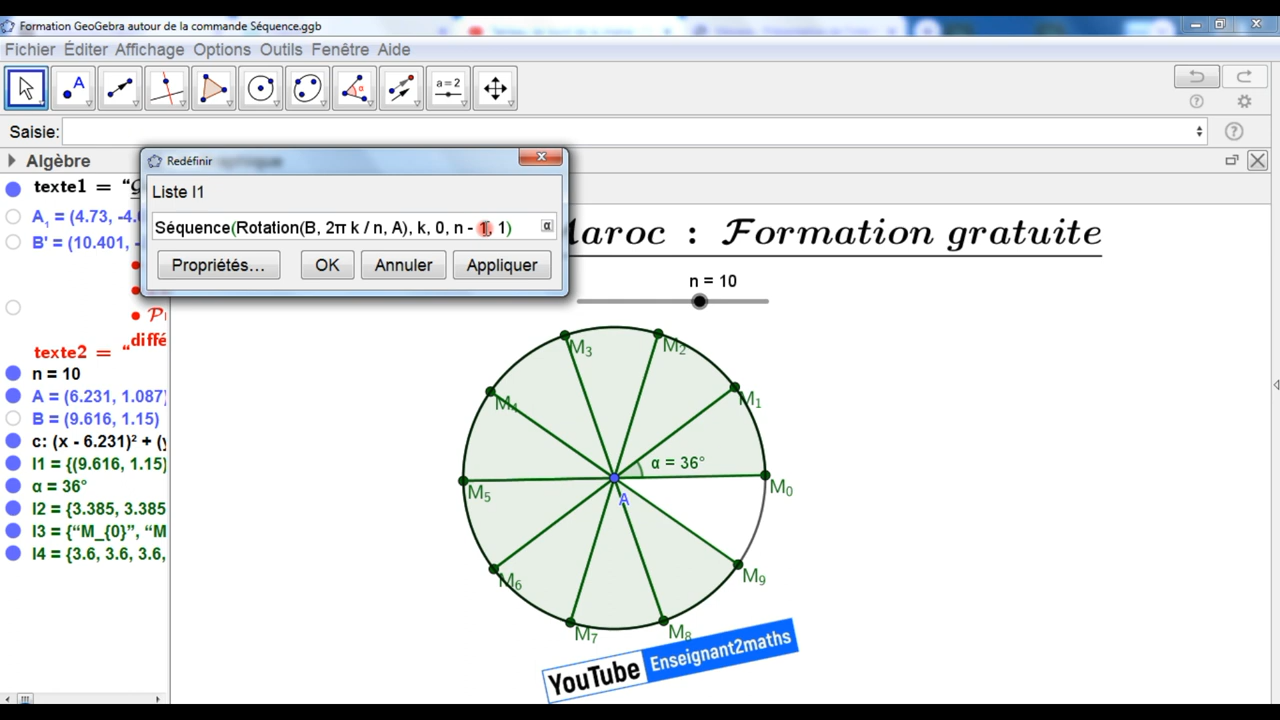 Formation GeoGebra autour de la commande Séquence.ggb
Fichier Éditer Affichage Options Outils Fenêtre Aide
A
α
a=2
Saisie:
Algèbre
Redéfinir
Liste l1
Séquence(Rotation(B, 2π k / n, A), k, 0, n - 1, 1)
α
Propriétés... OK Annuler Appliquer
texte1 = “
A₁ = (4.73, -4.
B' = (10.401, -
différ
texte2 = “
n = 10
A = (6.231, 1.087)
B = (9.616, 1.15)
c: (x - 6.231)² + (y
l1 = {(9.616, 1.15)
α = 36°
l2 = {3.385, 3.385
l3 = {“M_{0}”, “M
l4 = {3.6, 3.6, 3.6,
Maroc : Formation gratuite
n = 10
M₃
M₂
M₄
M₁
α = 36°
M₅
A
M₀
M₆
M₉
M₇
M₈
YouTube Enseignant2maths